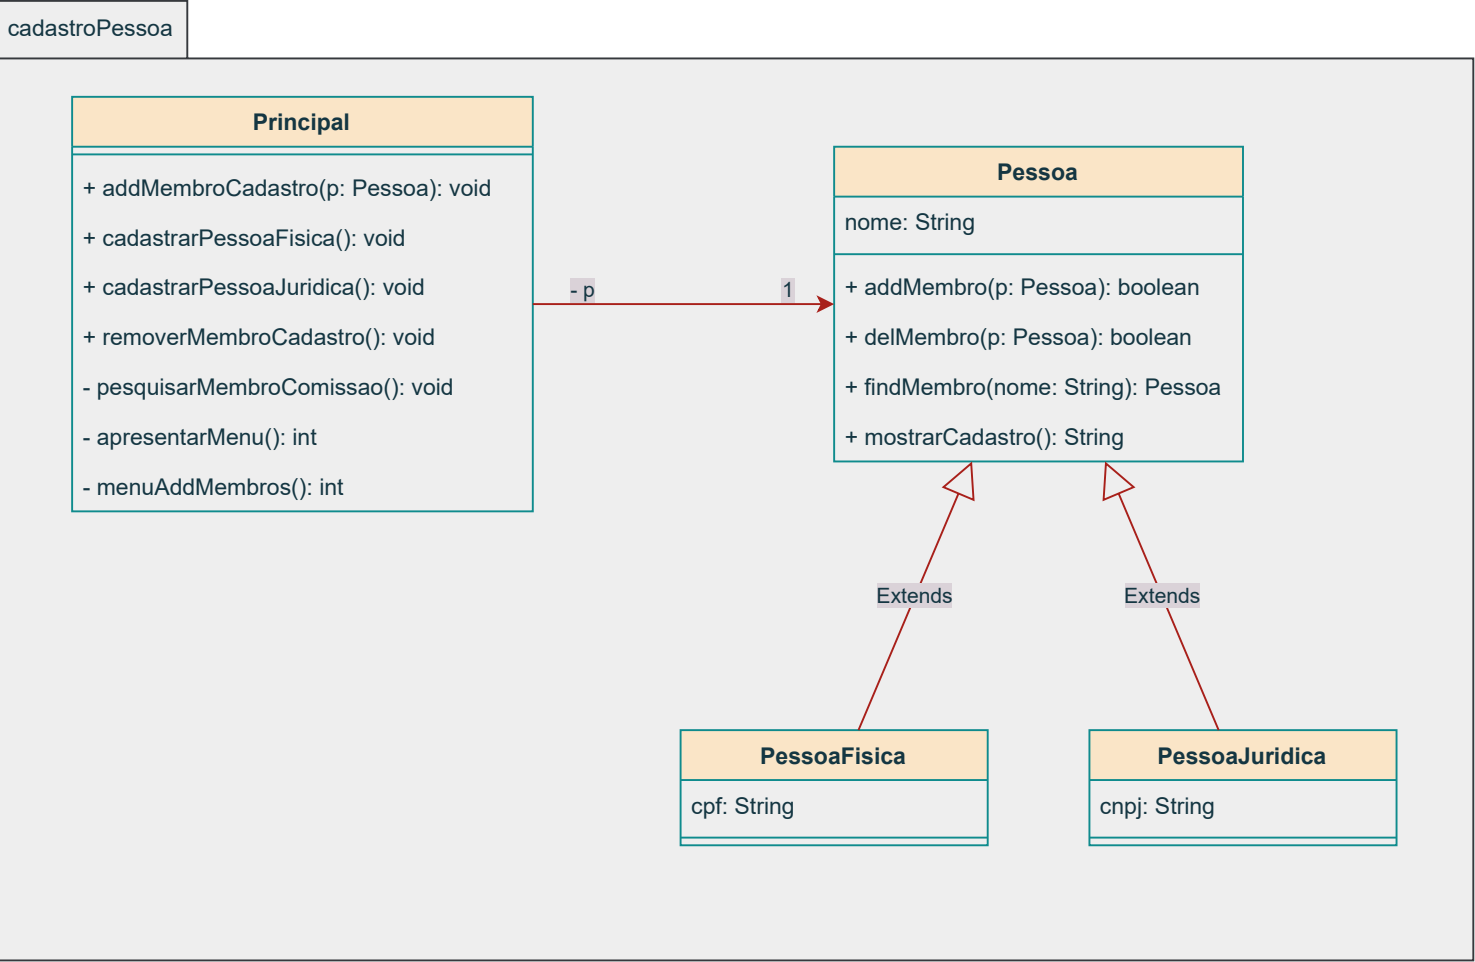 cadastroPessoa
Principal
+ addMembroCadastro(p: Pessoa): void
+ cadastrarPessoaFisica(): void
+ cadastrarPessoaJuridica(): void
+ removerMembroCadastro(): void
- pesquisarMembroComissao(): void
- apresentarMenu(): int
- menuAddMembros(): int
- p
1
Pessoa
nome: String
+ addMembro(p: Pessoa): boolean
+ delMembro(p: Pessoa): boolean
+ findMembro(nome: String): Pessoa
+ mostrarCadastro(): String
Extends
Extends
PessoaFisica
cpf: String
PessoaJuridica
cnpj: String